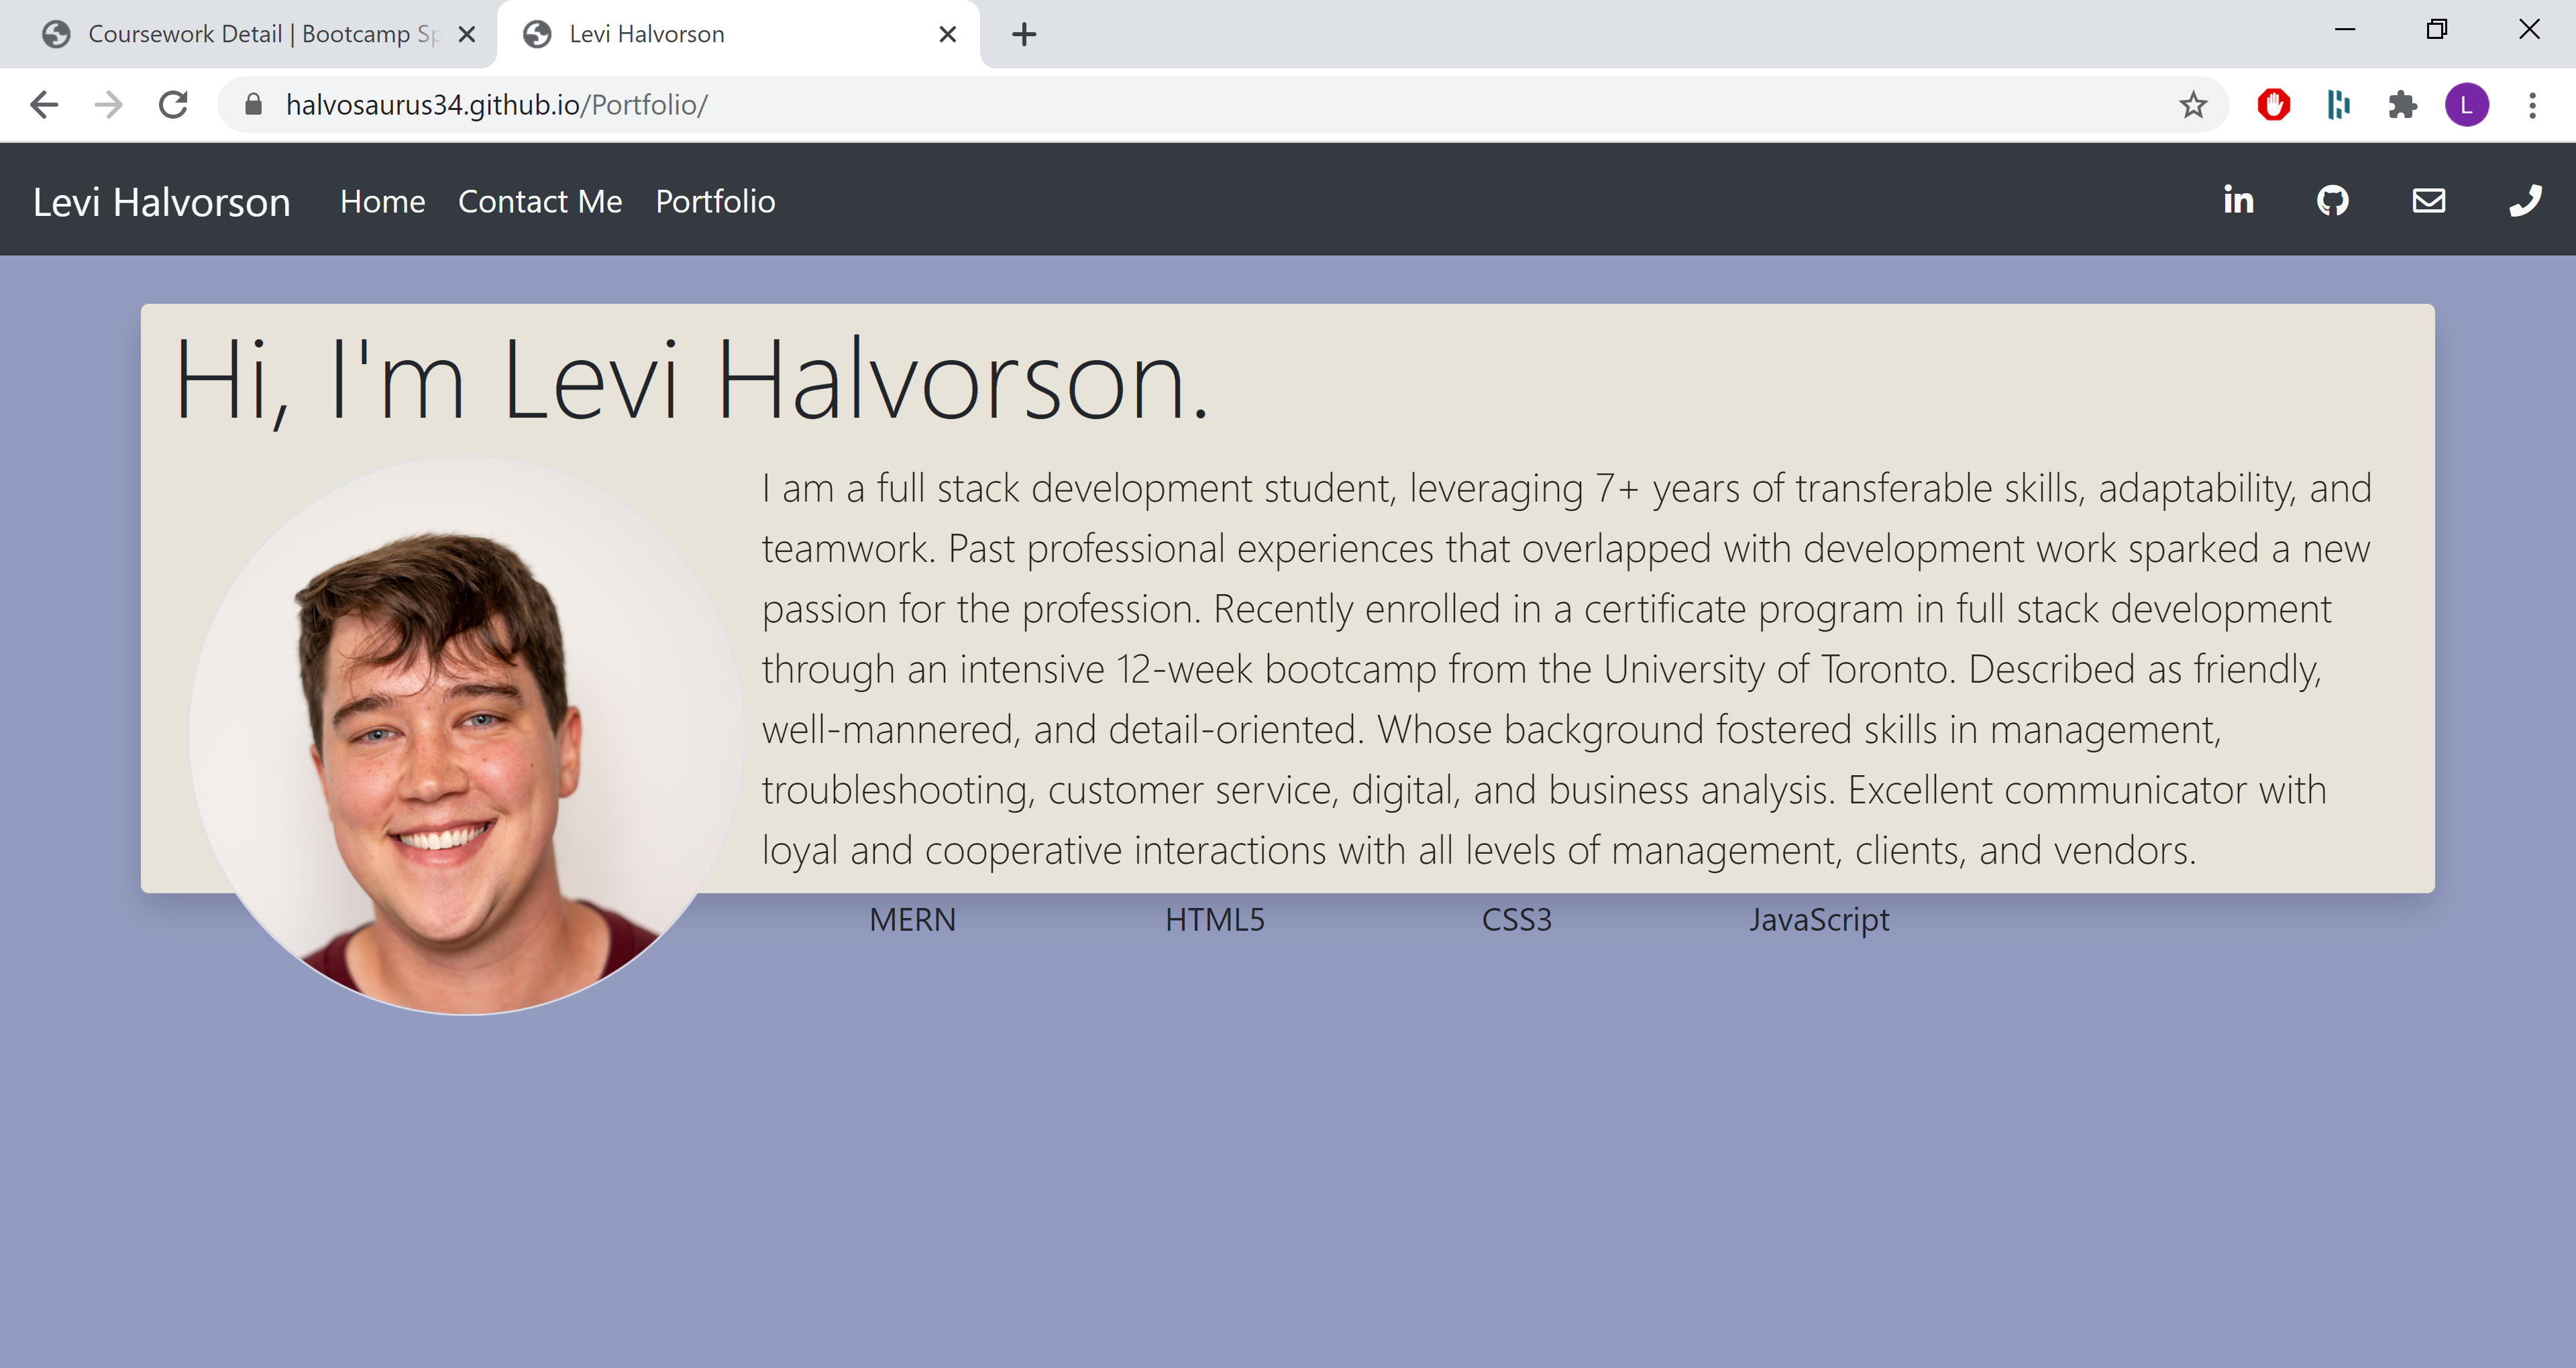 Coursework Detail | Bootcamp Sp
Levi Halvorson
halvosaurus34.github.io/Portfolio/
L
Levi Halvorson Home Contact Me Portfolio
in
Hi, I'm Levi Halvorson.
I am a full stack development student, leveraging 7+ years of transferable skills, adaptability, and
teamwork. Past professional experiences that overlapped with development work sparked a new
passion for the profession. Recently enrolled in a certificate program in full stack development
through an intensive 12-week bootcamp from the University of Toronto. Described as friendly,
well-mannered, and detail-oriented. Whose background fostered skills in management,
troubleshooting, customer service, digital, and business analysis. Excellent communicator with
loyal and cooperative interactions with all levels of management, clients, and vendors.
MERN HTML5 CSS3 JavaScript